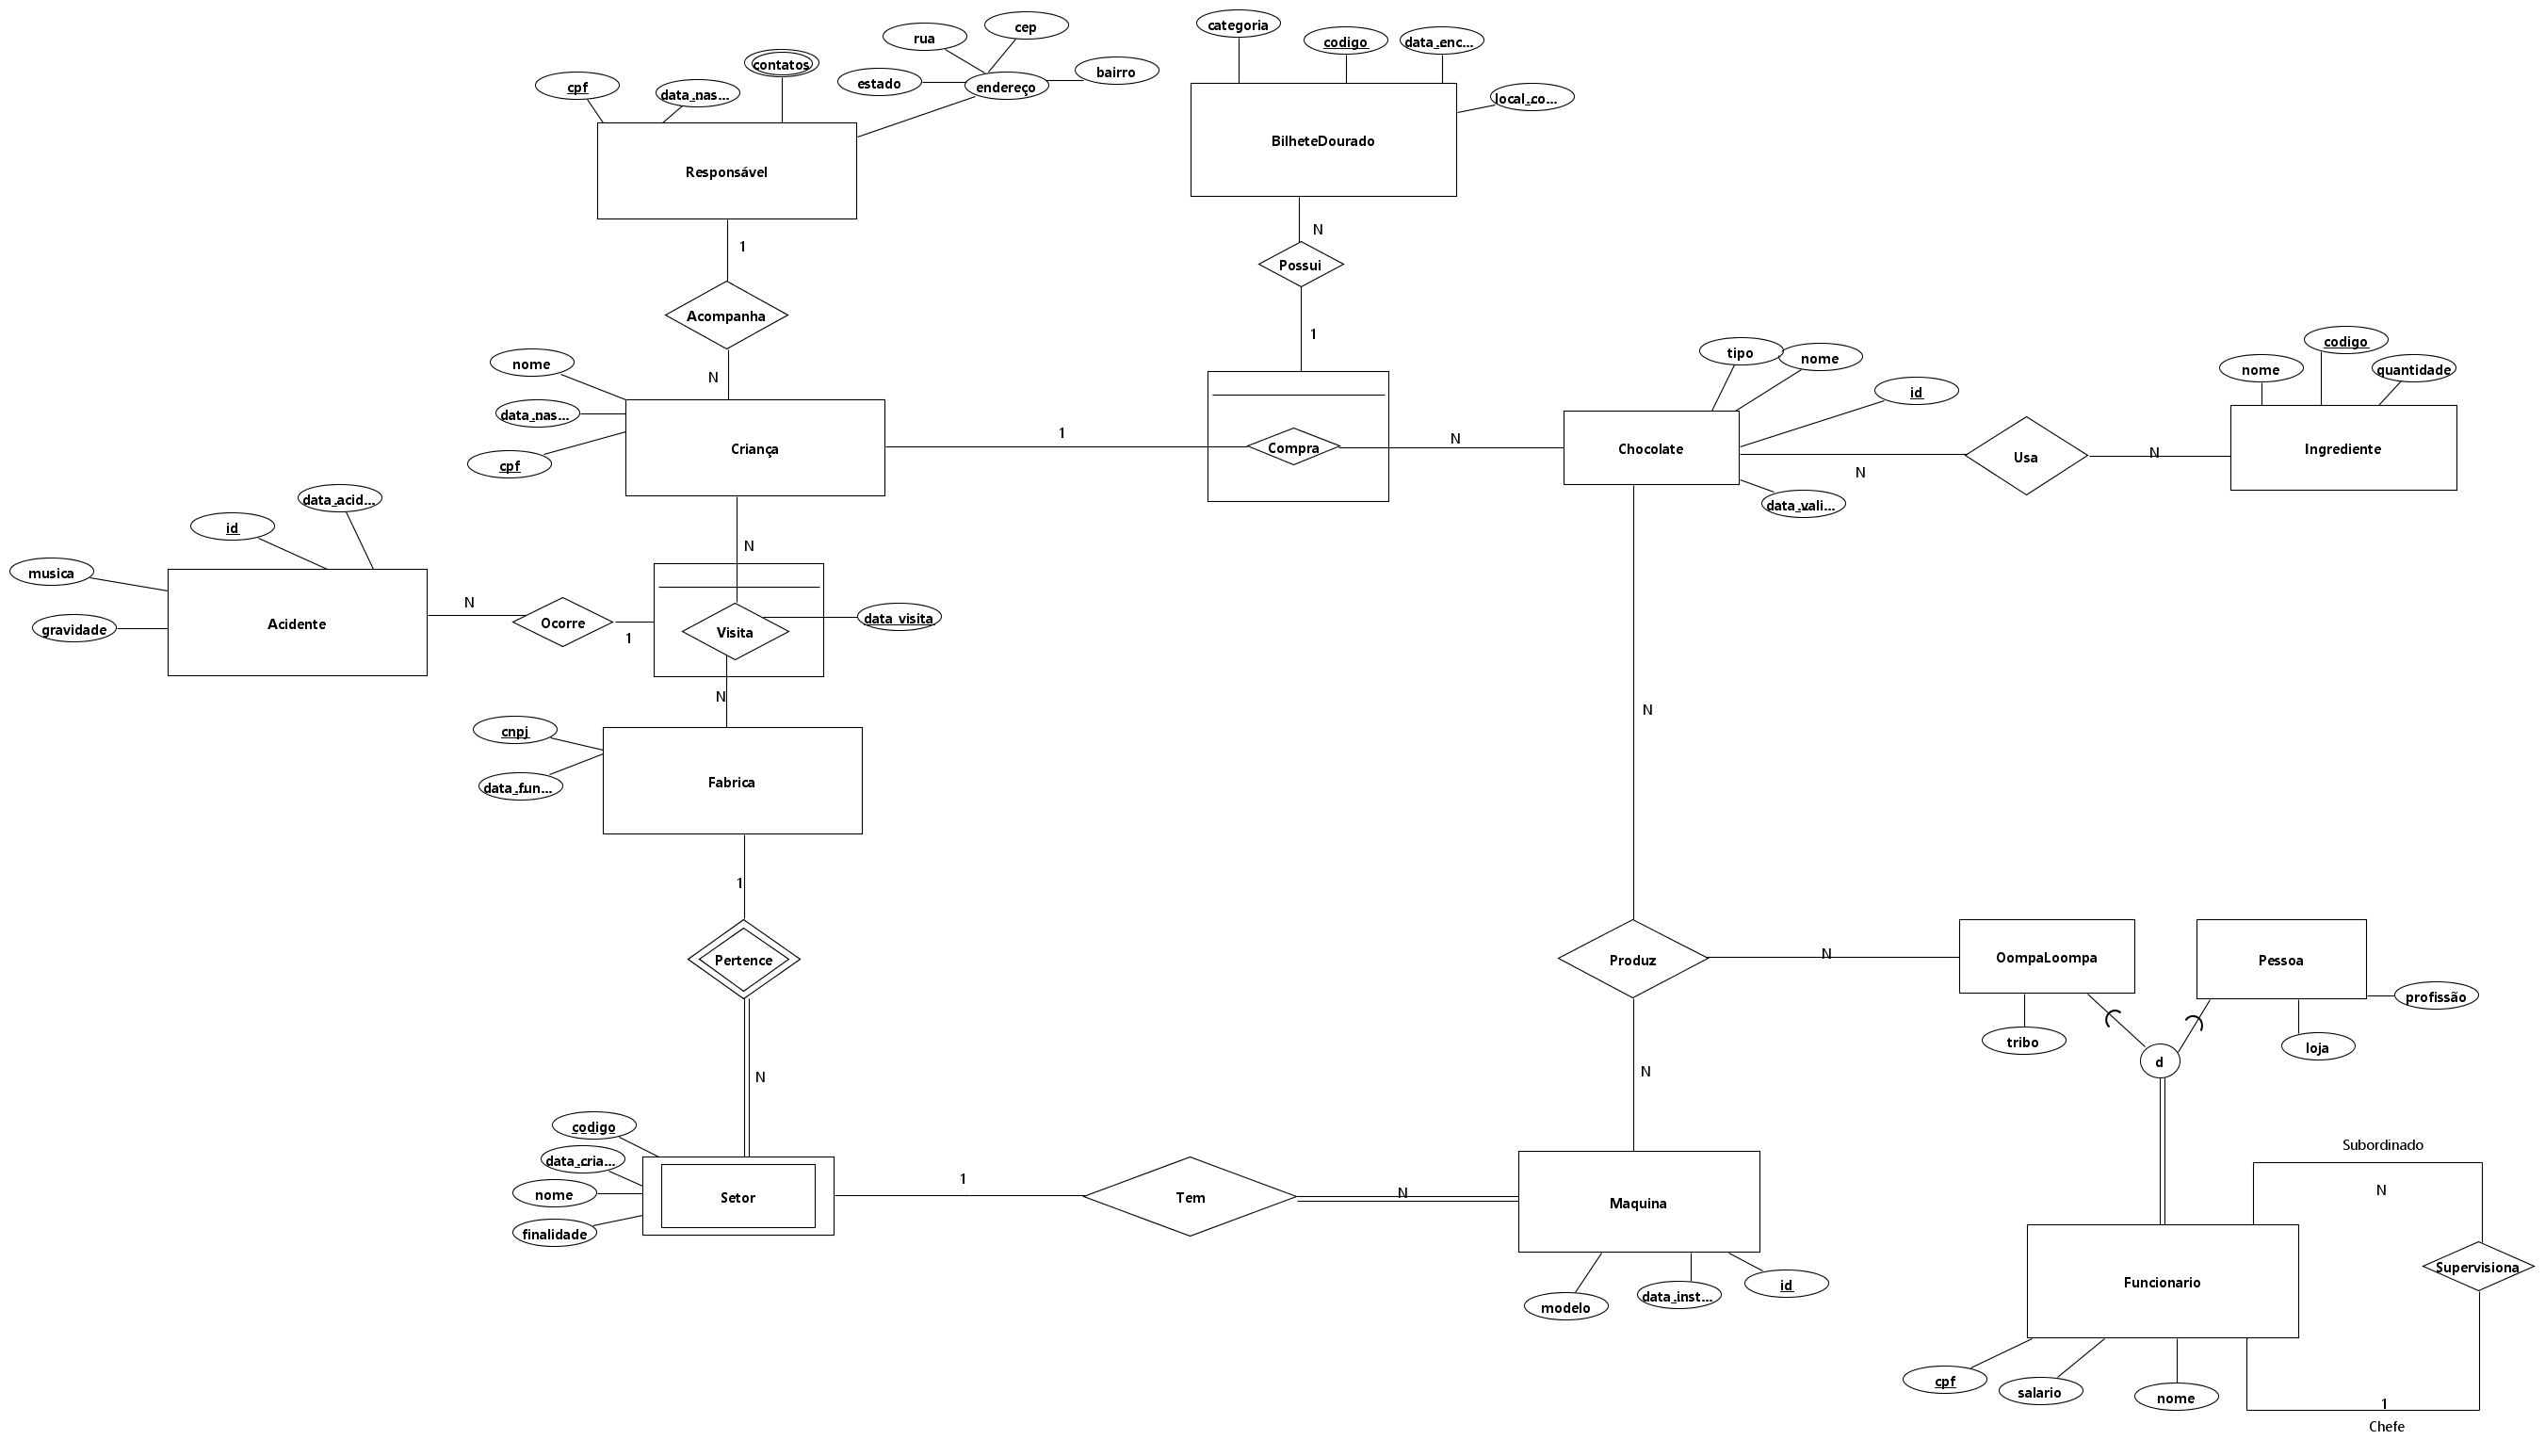 categoria
cep
rua
codigo
data_enc...
contatos
bairro
estado
cpf
endereço
data_nas...
local_co...
BilheteDourado
Responsável
N
1
Possui
Acompanha
1
codigo
tipo
nome
nome
nome
quantidade
N
id
data_nas...
1
N
Criança
Compra
Chocolate
Ingrediente
N
Usa
cpf
N
data_acid...
data_vali...
id
N
musica
N
data_visita
Acidente
Ocorre
gravidade
Visita
1
N
N
cnpj
Fabrica
data_fun...
1
N
Pertence
Produz
OompaLoompa
Pessoa
profissão
tribo
loja
d
N
N
codigo
Subordinado
data_cria...
1
N
N
nome
Setor
Tem
Maquina
finalidade
Supervisiona
Funcionario
id
data_inst...
modelo
cpf
salario
nome
1
Chefe